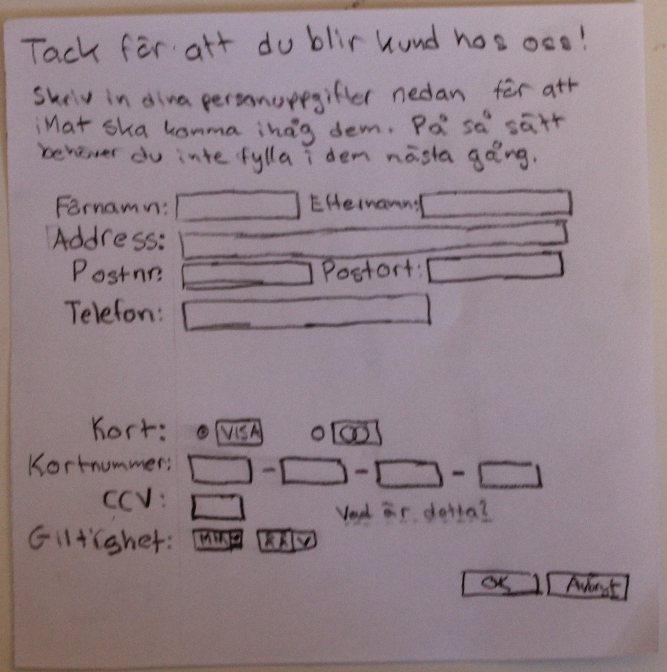 Tack för att du blir kund hos oss!
Skriv in dina personuppgifter nedan för att
iMat ska komma ihåg dem. På så sätt
behöver du inte fylla i dem nästa gång.
Förnamn: Efternamn:
Address:
Postnr: Postort:
Telefon:
Kort: VISA
Kortnummer: - - -
CCV: Vad är detta?
Giltighet: MM ÅÅ V
OK Avbryt